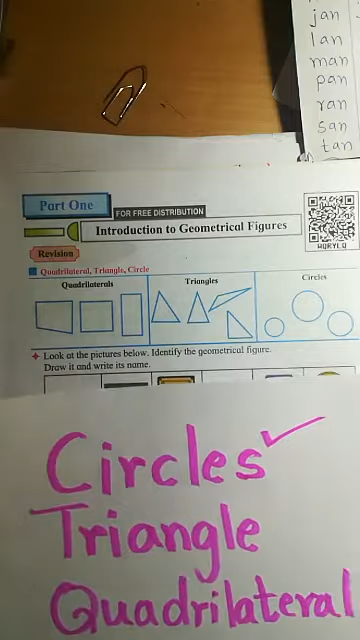 jan
lan
man
pan
ran
san
tan
Part One
FOR FREE DISTRIBUTION
Introduction to Geometrical Figures
W0RYLQ
Revision
Quadrilateral, Triangle, Circle
Quadrilaterals
Triangles
Circles
Look at the pictures below. Identify the geometrical figure.
Draw it and write its name.
Circles
Triangle
Quadrilateral